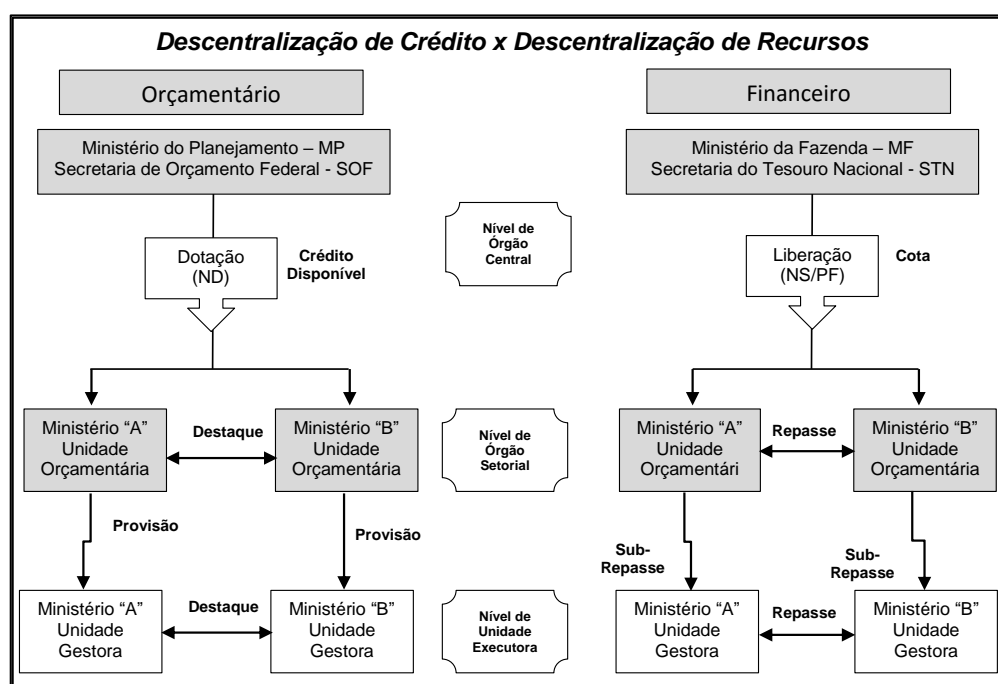 Descentralização de Crédito x Descentralização de Recursos
Orçamentário
Financeiro
Ministério do Planejamento – MP
Secretaria de Orçamento Federal - SOF
Ministério da Fazenda – MF
Secretaria do Tesouro Nacional - STN
Nível de
Órgão
Central
Dotação
(ND)
Crédito
Disponível
Liberação
(NS/PF)
Cota
Ministério “A”
Unidade
Orçamentária
Destaque
Ministério “B”
Unidade
Orçamentária
Nível de
Órgão
Setorial
Ministério “A”
Unidade
Orçamentári
Repasse
Ministério “B”
Unidade
Orçamentária
Provisão
Provisão
Sub-
Repasse
Sub-
Repasse
Ministério “A”
Unidade
Gestora
Destaque
Ministério “B”
Unidade
Gestora
Nível de
Unidade
Executora
Ministério “A”
Unidade
Gestora
Repasse
Ministério “B”
Unidade
Gestora